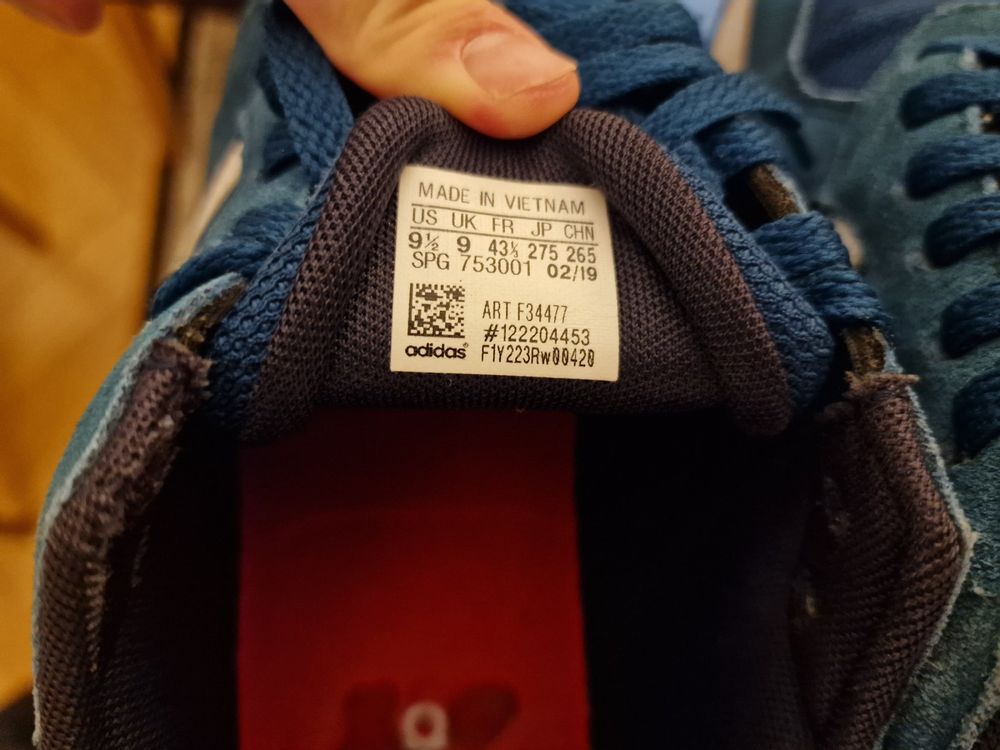 MADE IN VIETNAM
US UK FR JP CHN
9½ 9 43⅓ 275 265
SPG 753001 02/19
ART F34477
#122204453
adidas® F1Y223Rw00420